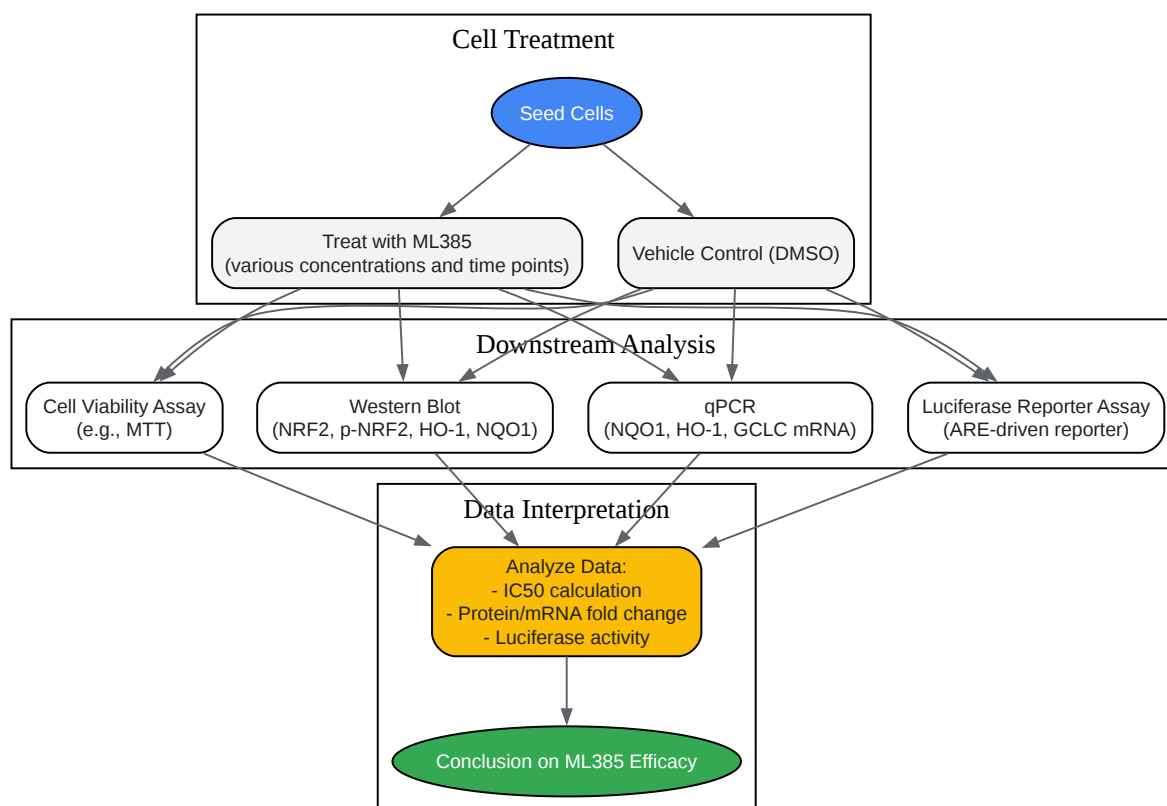 Cell Treatment
Seed Cells
Treat with ML385
(various concentrations and time points)
Vehicle Control (DMSO)
Downstream Analysis
Cell Viability Assay
(e.g., MTT)
Western Blot
(NRF2, p-NRF2, HO-1, NQO1)
qPCR
(NQO1, HO-1, GCLC mRNA)
Luciferase Reporter Assay
(ARE-driven reporter)
Data Interpretation
Analyze Data:
- IC50 calculation
- Protein/mRNA fold change
- Luciferase activity
Conclusion on ML385 Efficacy